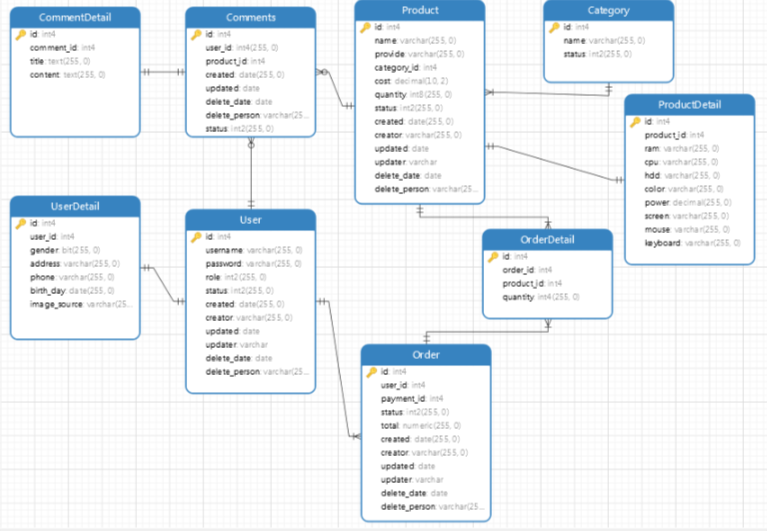 CommentDetail
id: int4
comment_id: int4
title: text(255, 0)
content: text(255, 0)
Comments
id: int4
user_id: int4(255, 0)
product_id: int4
created: date(255, 0)
updated: date
delete_date: date
delete_person: varchar(25...
status: int2(255, 0)
Product
id: int4
name: varchar(255, 0)
provide: varchar(255, 0)
category_id: int4
cost: decimal(10, 2)
quantity: int8(255, 0)
status: int2(255, 0)
created: date(255, 0)
creator: varchar(255, 0)
updated: date
updater: varchar
delete_date: date
delete_person: varchar(25...
Category
id: int4
name: varchar(255, 0)
status: int2(255, 0)
ProductDetail
id: int4
product_id: int4
ram: varchar(255, 0)
cpu: varchar(255, 0)
hdd: varchar(255, 0)
color: varchar(255, 0)
power: decimal(255, 0)
screen: varchar(255, 0)
mouse: varchar(255, 0)
keyboard: varchar(255, 0)
UserDetail
id: int4
user_id: int4
gender: bit(255, 0)
address: varchar(255, 0)
phone: varchar(255, 0)
birth_day: date(255, 0)
image_source: varchar(25...
User
id: int4
username: varchar(255, 0)
password: varchar(255, 0)
role: int2(255, 0)
status: int2(255, 0)
created: date(255, 0)
creator: varchar(255, 0)
updated: date
updater: varchar
delete_date: date
delete_person: varchar(25...
OrderDetail
id: int4
order_id: int4
product_id: int4
quantity: int4(255, 0)
Order
id: int4
user_id: int4
payment_id: int4
status: int2(255, 0)
total: numeric(255, 0)
created: date(255, 0)
creator: varchar(255, 0)
updated: date
updater: varchar
delete_date: date
delete_person: varchar(25...